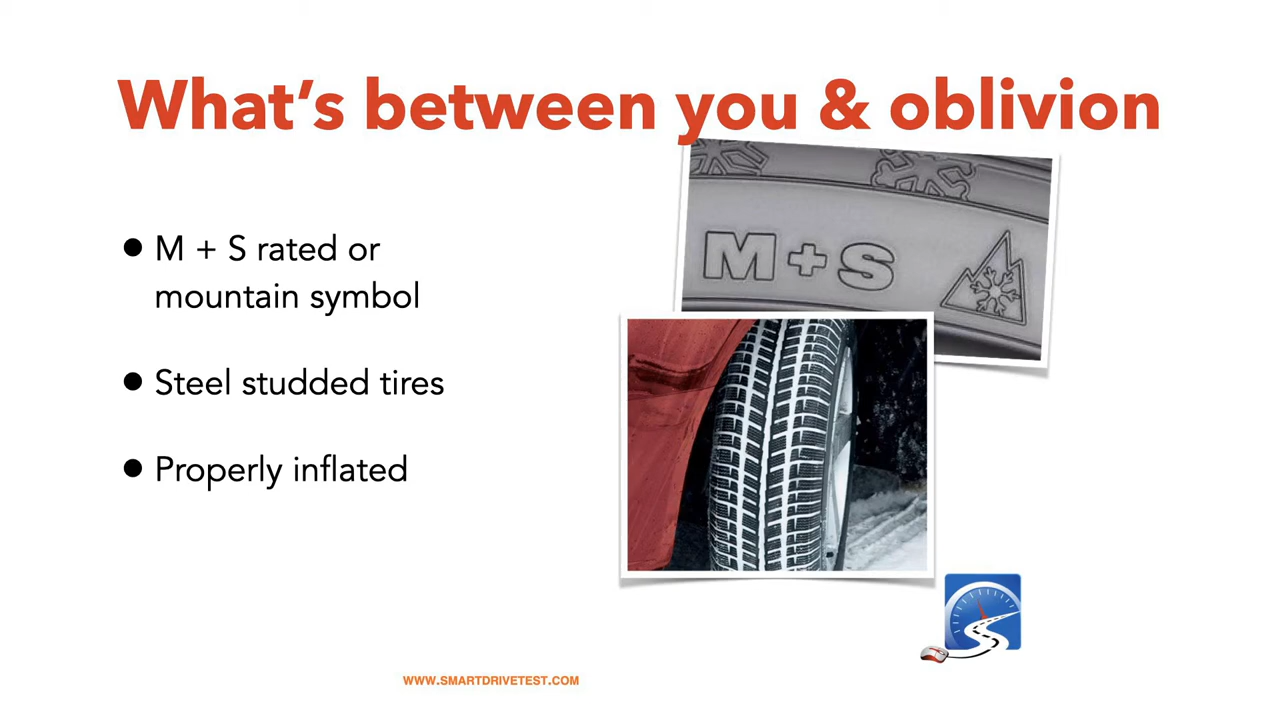 What's between you & oblivion
● M + S rated or
mountain symbol
● Steel studded tires
● Properly inflated
M+S
WWW.SMARTDRIVETEST.COM